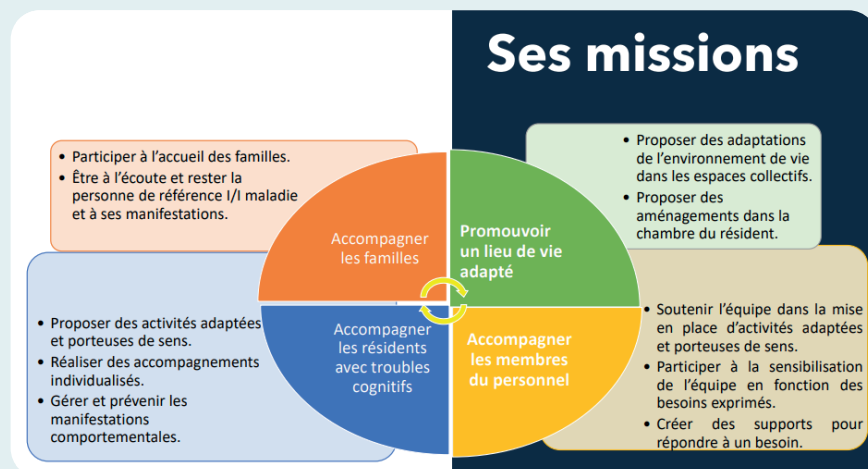 Ses missions
• Participer à l’accueil des familles.
• Être à l’écoute et rester la
personne de référence I/I maladie
et à ses manifestations.
• Proposer des adaptations
de l’environnement de vie
dans les espaces collectifs.
• Proposer des
aménagements dans la
chambre du résident.
Accompagner
les familles
Promouvoir
un lieu de vie
adapté
• Proposer des activités adaptées
et porteuses de sens.
• Réaliser des accompagnements
individualisés.
• Gérer et prévenir les
manifestations
comportementales.
Accompagner
les résidents
avec troubles
cognitifs
Accompagner
les membres
du personnel
• Soutenir l’équipe dans la mise
en place d’activités adaptées
et porteuses de sens.
• Participer à la sensibilisation
de l’équipe en fonction des
besoins exprimés.
• Créer des supports pour
répondre à un besoin.